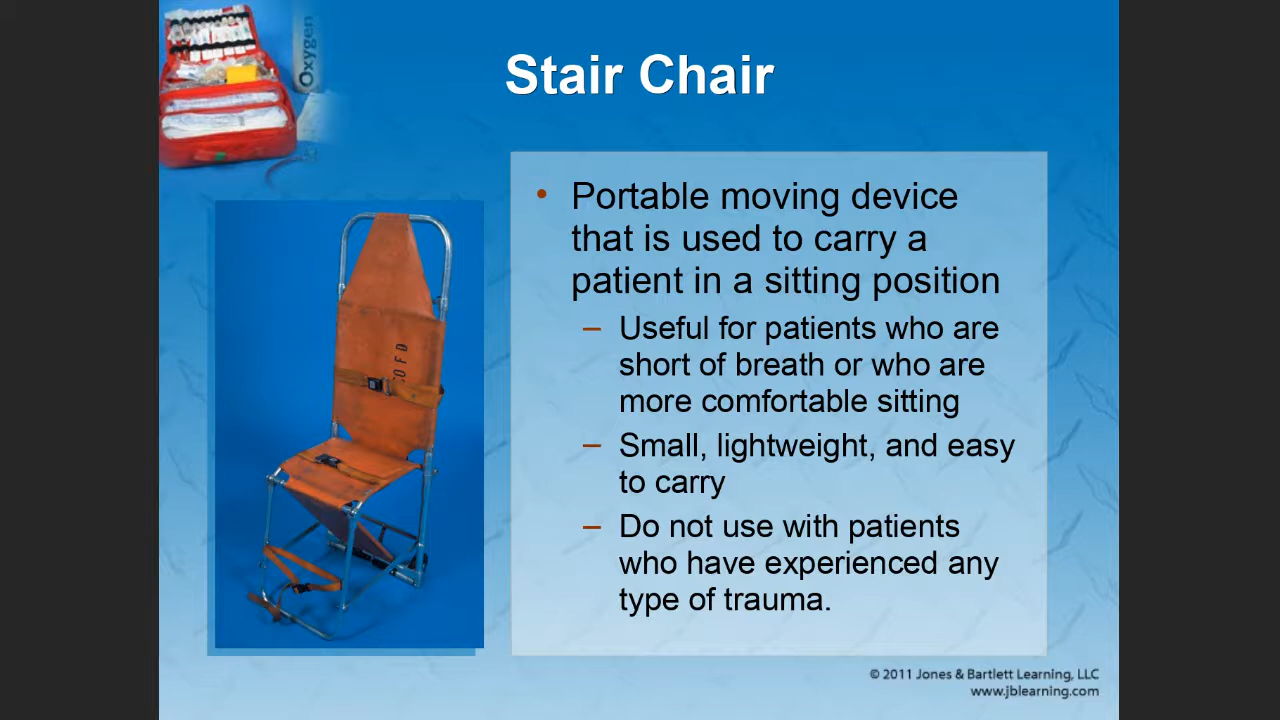 Oxygen
Stair Chair
• Portable moving device
that is used to carry a
patient in a sitting position
– Useful for patients who are
short of breath or who are
more comfortable sitting
– Small, lightweight, and easy
to carry
– Do not use with patients
who have experienced any
type of trauma.
© 2011 Jones & Bartlett Learning, LLC
www.jblearning.com